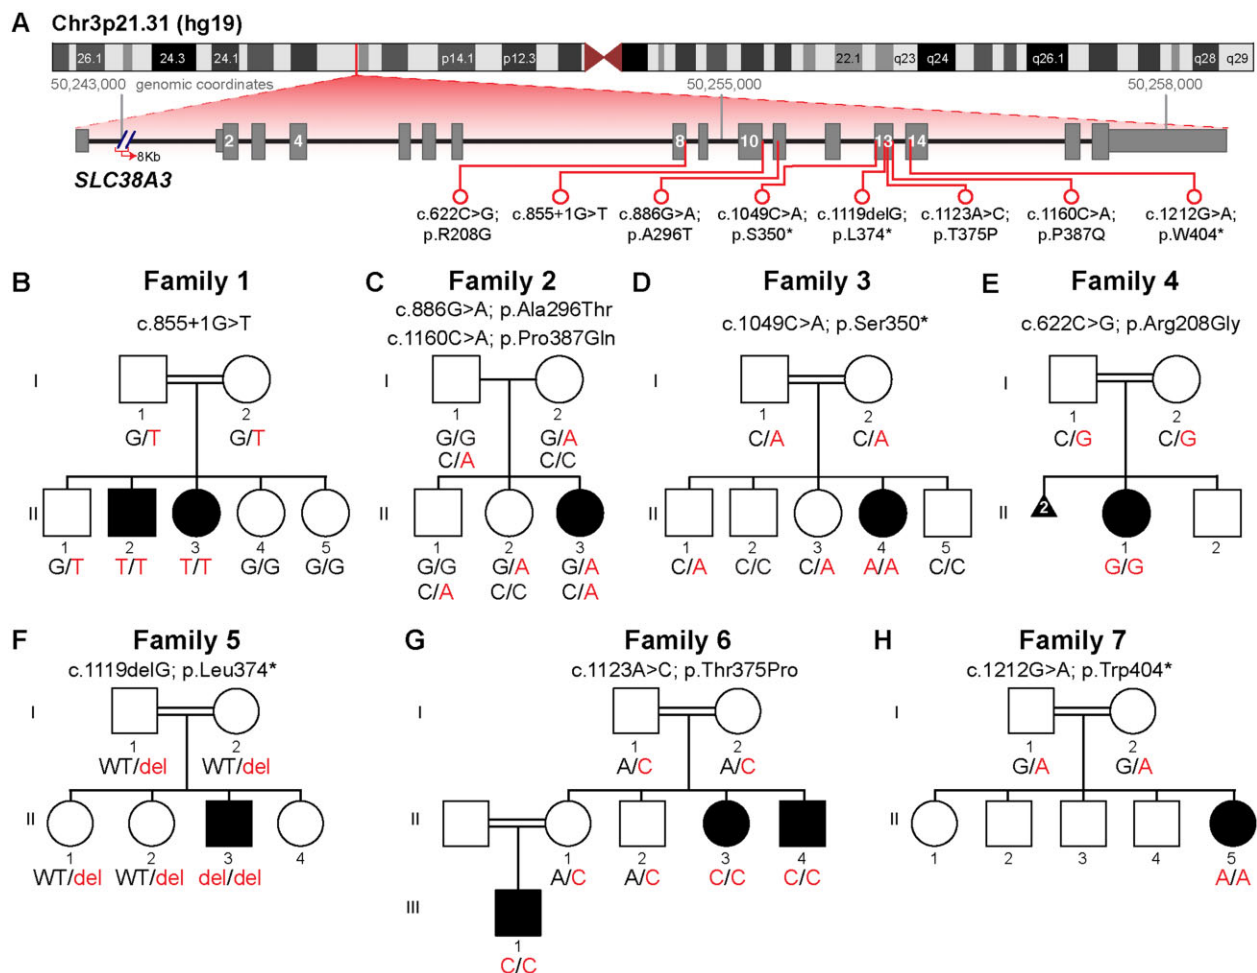 A
Chr3p21.31 (hg19)
26.1 24.3 24.1 p14.1 p12.3 22.1 q23 q24 q26.1 q28 q29
50,243,000 genomic coordinates 50,255,000 50,258,000
2 4 8 10 13 14
8Kb
SLC38A3
c.622C>G; c.855+1G>T c.886G>A; c.1049C>A; c.1119delG; c.1123A>C; c.1160C>A; c.1212G>A;
p.R208G p.A296T p.S350* p.L374* p.T375P p.P387Q p.W404*
B Family 1
c.855+1G>T
I
1 2
G/T G/T
II
1 2 3 4 5
G/T T/T T/T G/G G/G
C Family 2
c.886G>A; p.Ala296Thr
c.1160C>A; p.Pro387Gln
I
1 2
G/G G/A
C/A C/C
II
1 2 3
G/G G/A G/A
C/A C/C C/A
D Family 3
c.1049C>A; p.Ser350*
I
1 2
C/A C/A
II
1 2 3 4 5
C/A C/C C/A A/A C/C
E Family 4
c.622C>G; p.Arg208Gly
I
1 2
C/G C/G
II
2
1 2
G/G
F Family 5
c.1119delG; p.Leu374*
I
1 2
WT/del WT/del
II
1 2 3 4
WT/del WT/del del/del
G Family 6
c.1123A>C; p.Thr375Pro
I
1 2
A/C A/C
II
1 2 3 4
A/C A/C C/C C/C
III
1
C/C
H Family 7
c.1212G>A; p.Trp404*
I
1 2
G/A G/A
II
1 2 3 4 5
A/A